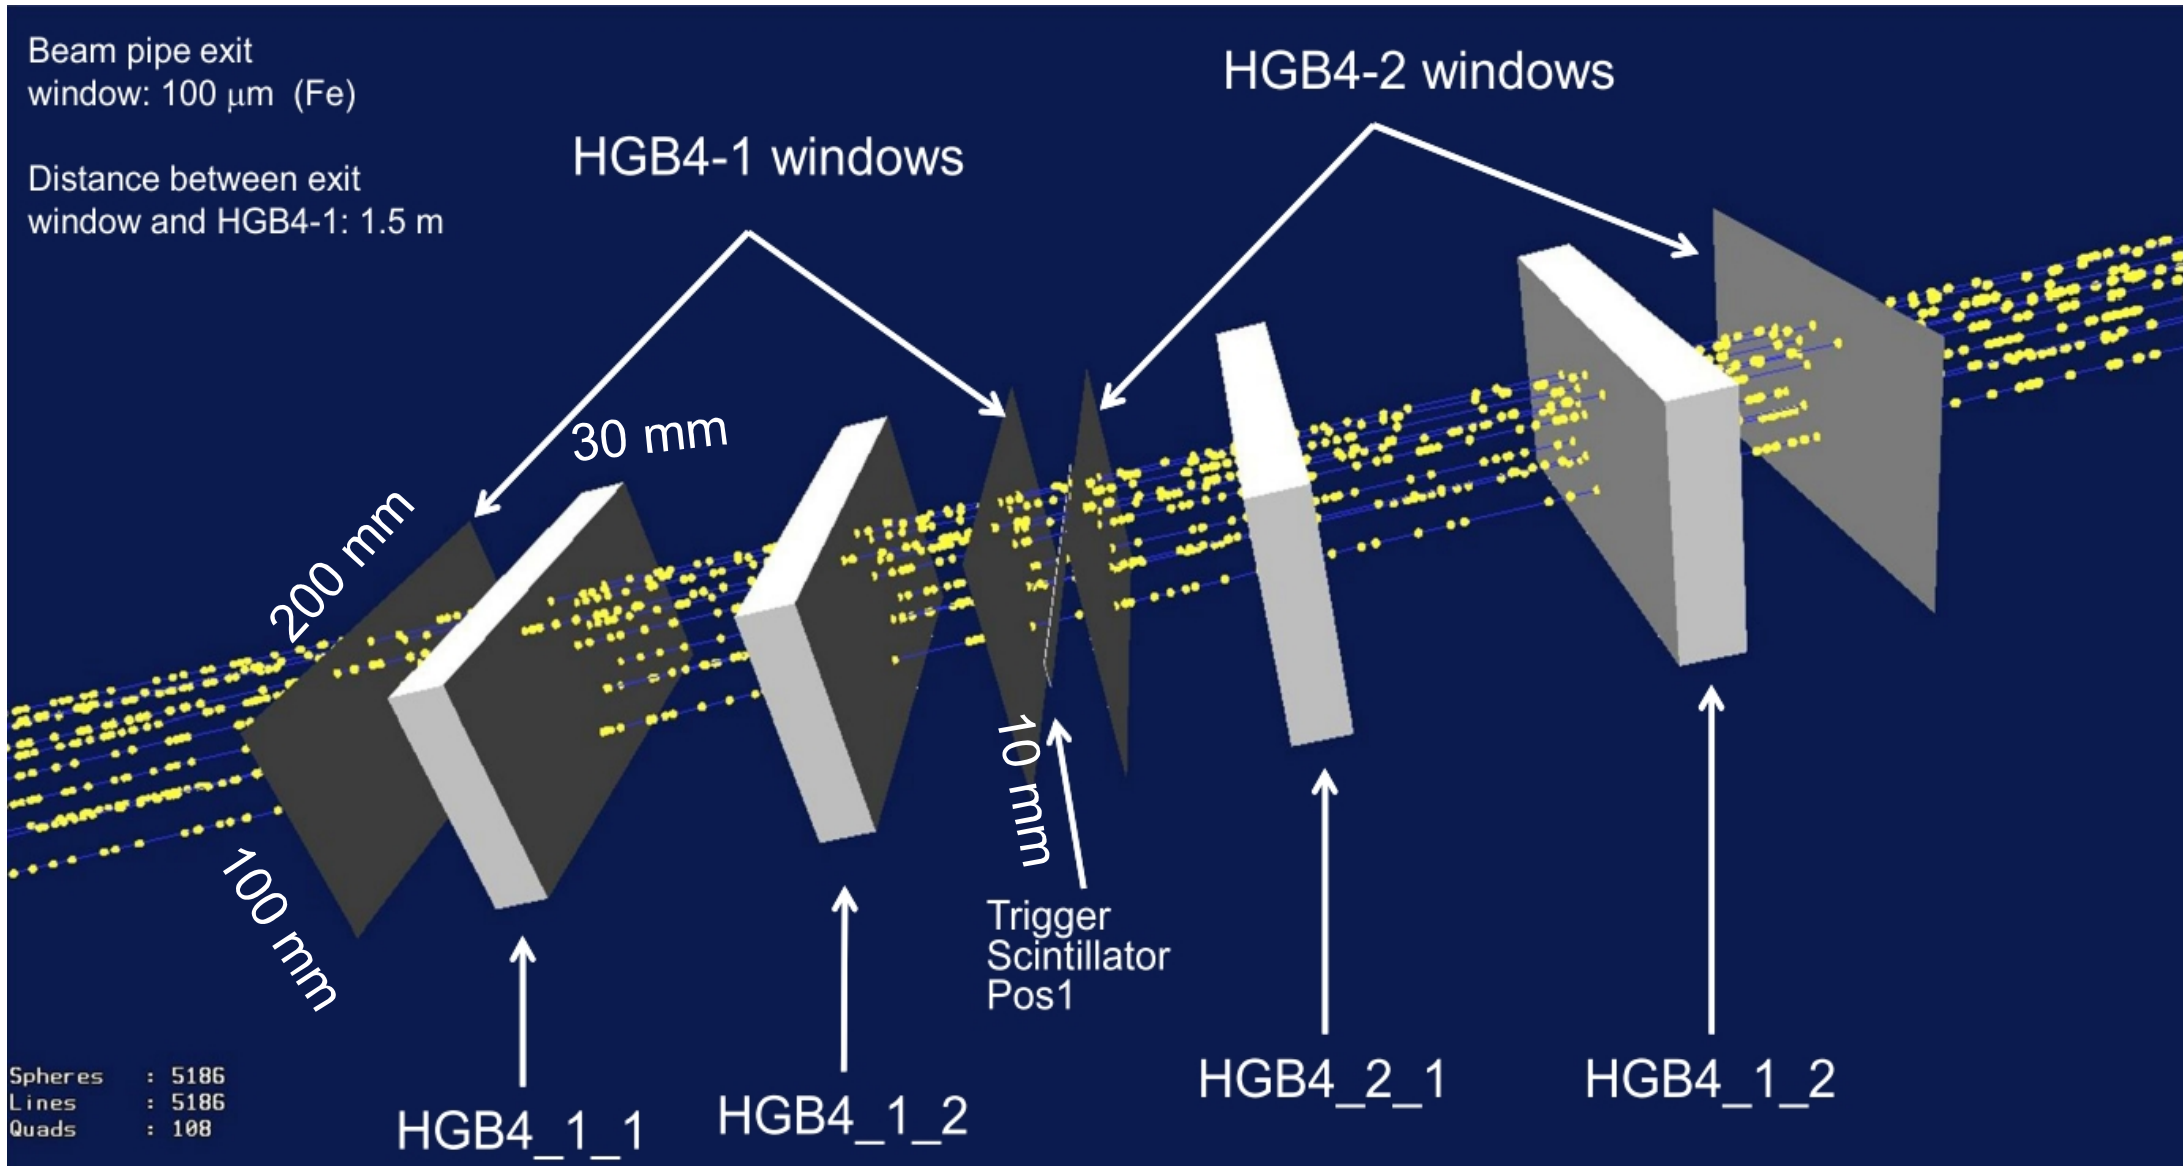 Beam pipe exit
window: 100 μm (Fe)
Distance between exit
window and HGB4-1: 1.5 m
HGB4-1 windows
HGB4-2 windows
30 mm
200 mm
100 mm
10 mm
Trigger
Scintillator
Pos1
HGB4_1_1
HGB4_1_2
HGB4_2_1
HGB4_1_2
Spheres : 5186
Lines : 5186
Quads : 108